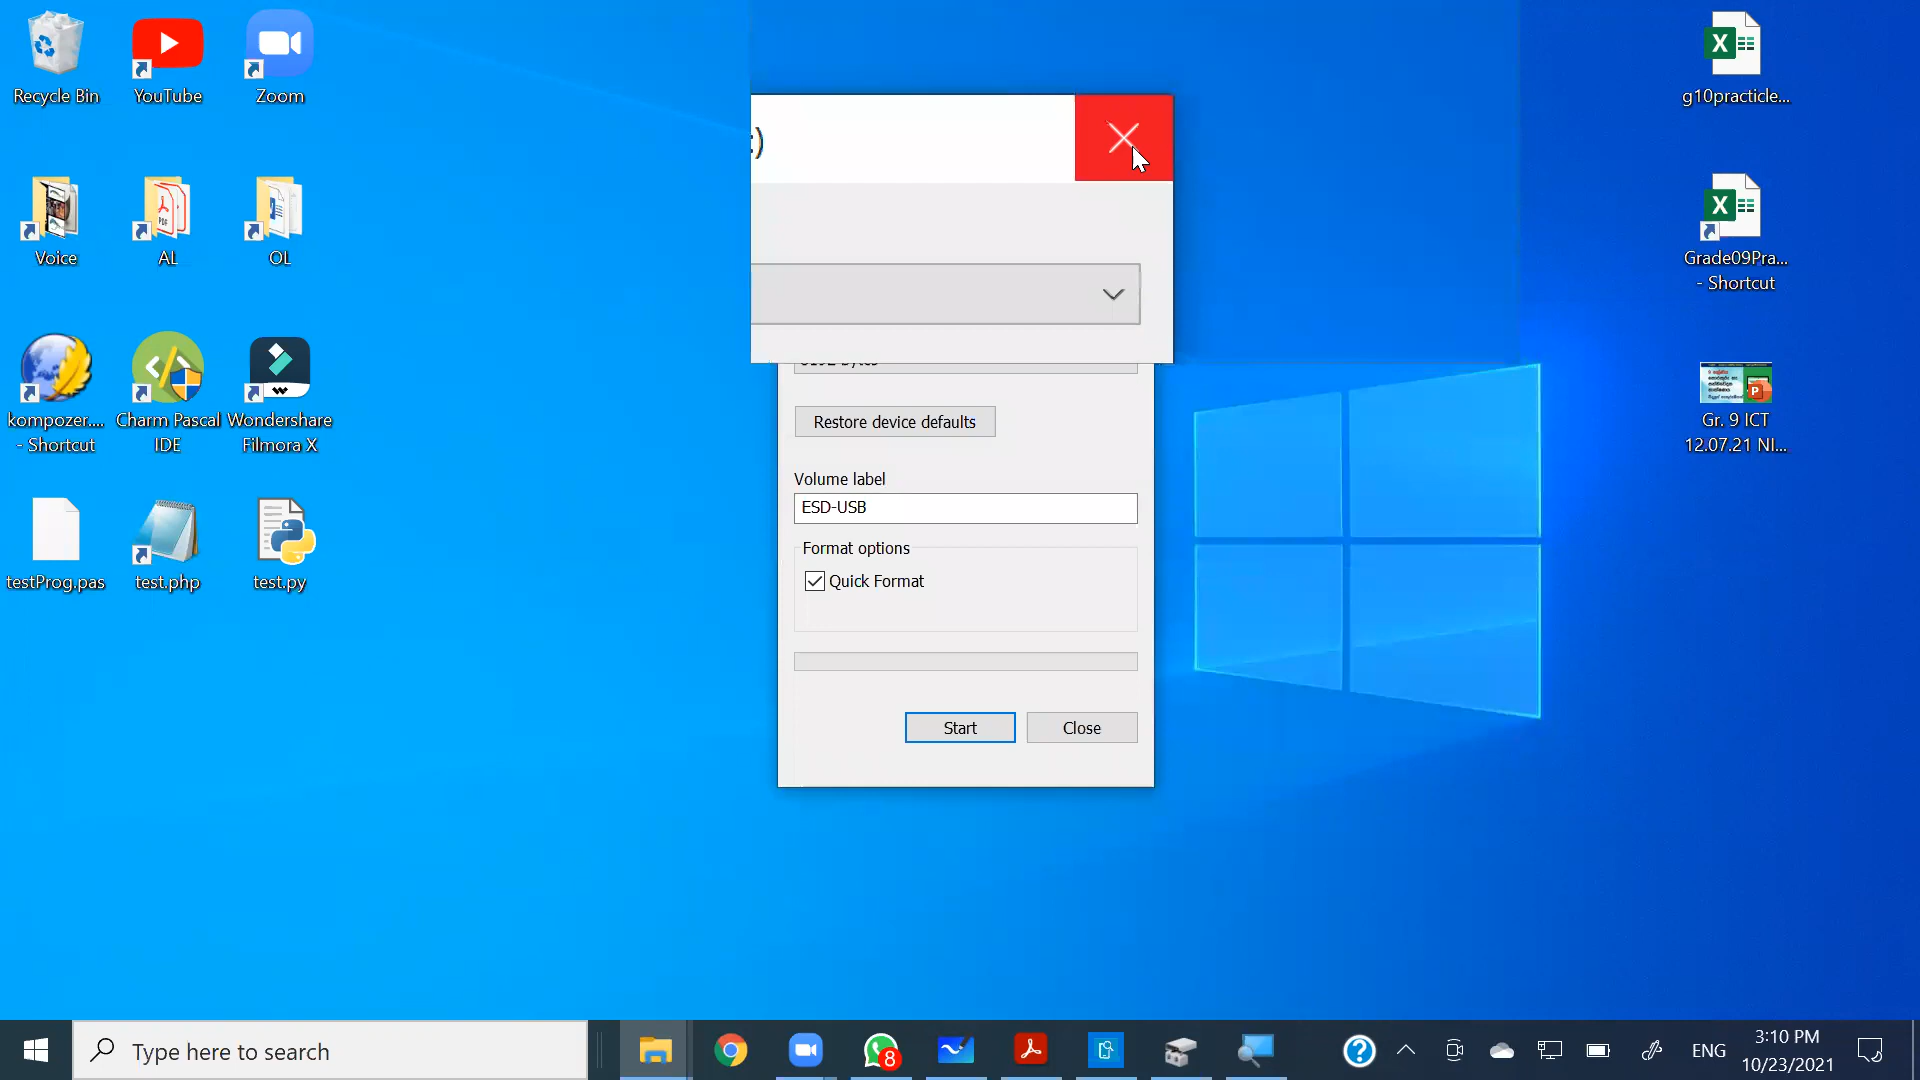 Recycle Bin
YouTube
Zoom
g10practicle...
:)
Voice
AL
OL
Grade09Pra...
- Shortcut
Restore device defaults
kompozer....
- Shortcut
Charm Pascal
IDE
Wondershare
Filmora X
Gr. 9 ICT
12.07.21 NI...
Volume label
ESD-USB
Format options
Quick Format
testProg.pas
test.php
test.py
Start
Close
Type here to search
8
ENG
3:10 PM
10/23/2021